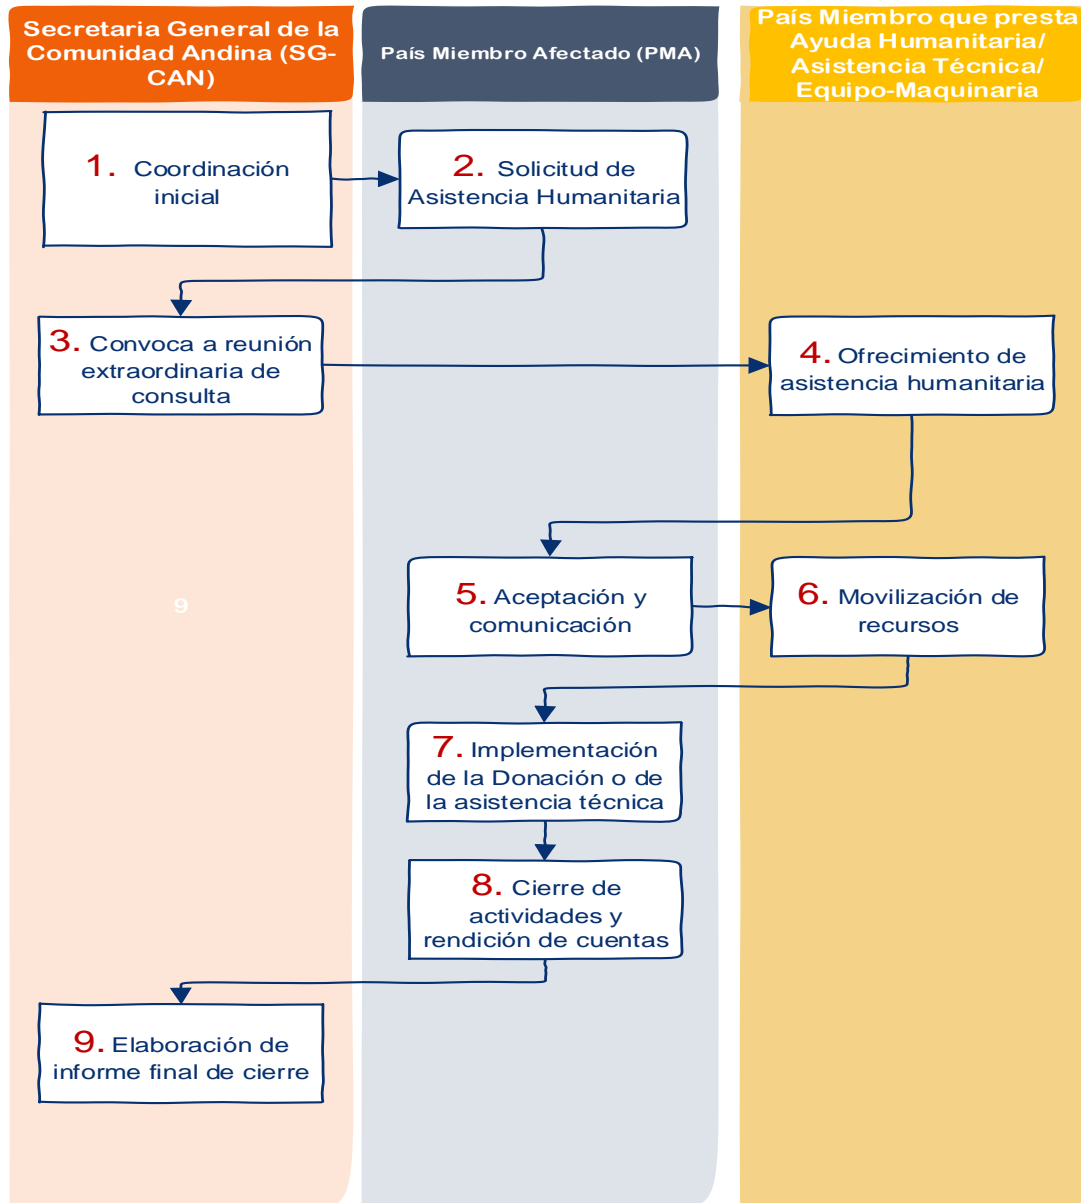 Secretaria General de la
Comunidad Andina (SG-
CAN)
País Miembro Afectado (PMA)
País Miembro que presta
Ayuda Humanitaria/
Asistencia Técnica/
Equipo-Maquinaria
1. Coordinación
inicial
2. Solicitud de
Asistencia Humanitaria
3. Convoca a reunión
extraordinaria de
consulta
4. Ofrecimiento de
asistencia humanitaria
9
5. Aceptación y
comunicación
6. Movilización de
recursos
7. Implementación
de la Donación o de
la asistencia técnica
8. Cierre de
actividades y
rendición de cuentas
9. Elaboración de
informe final de cierre